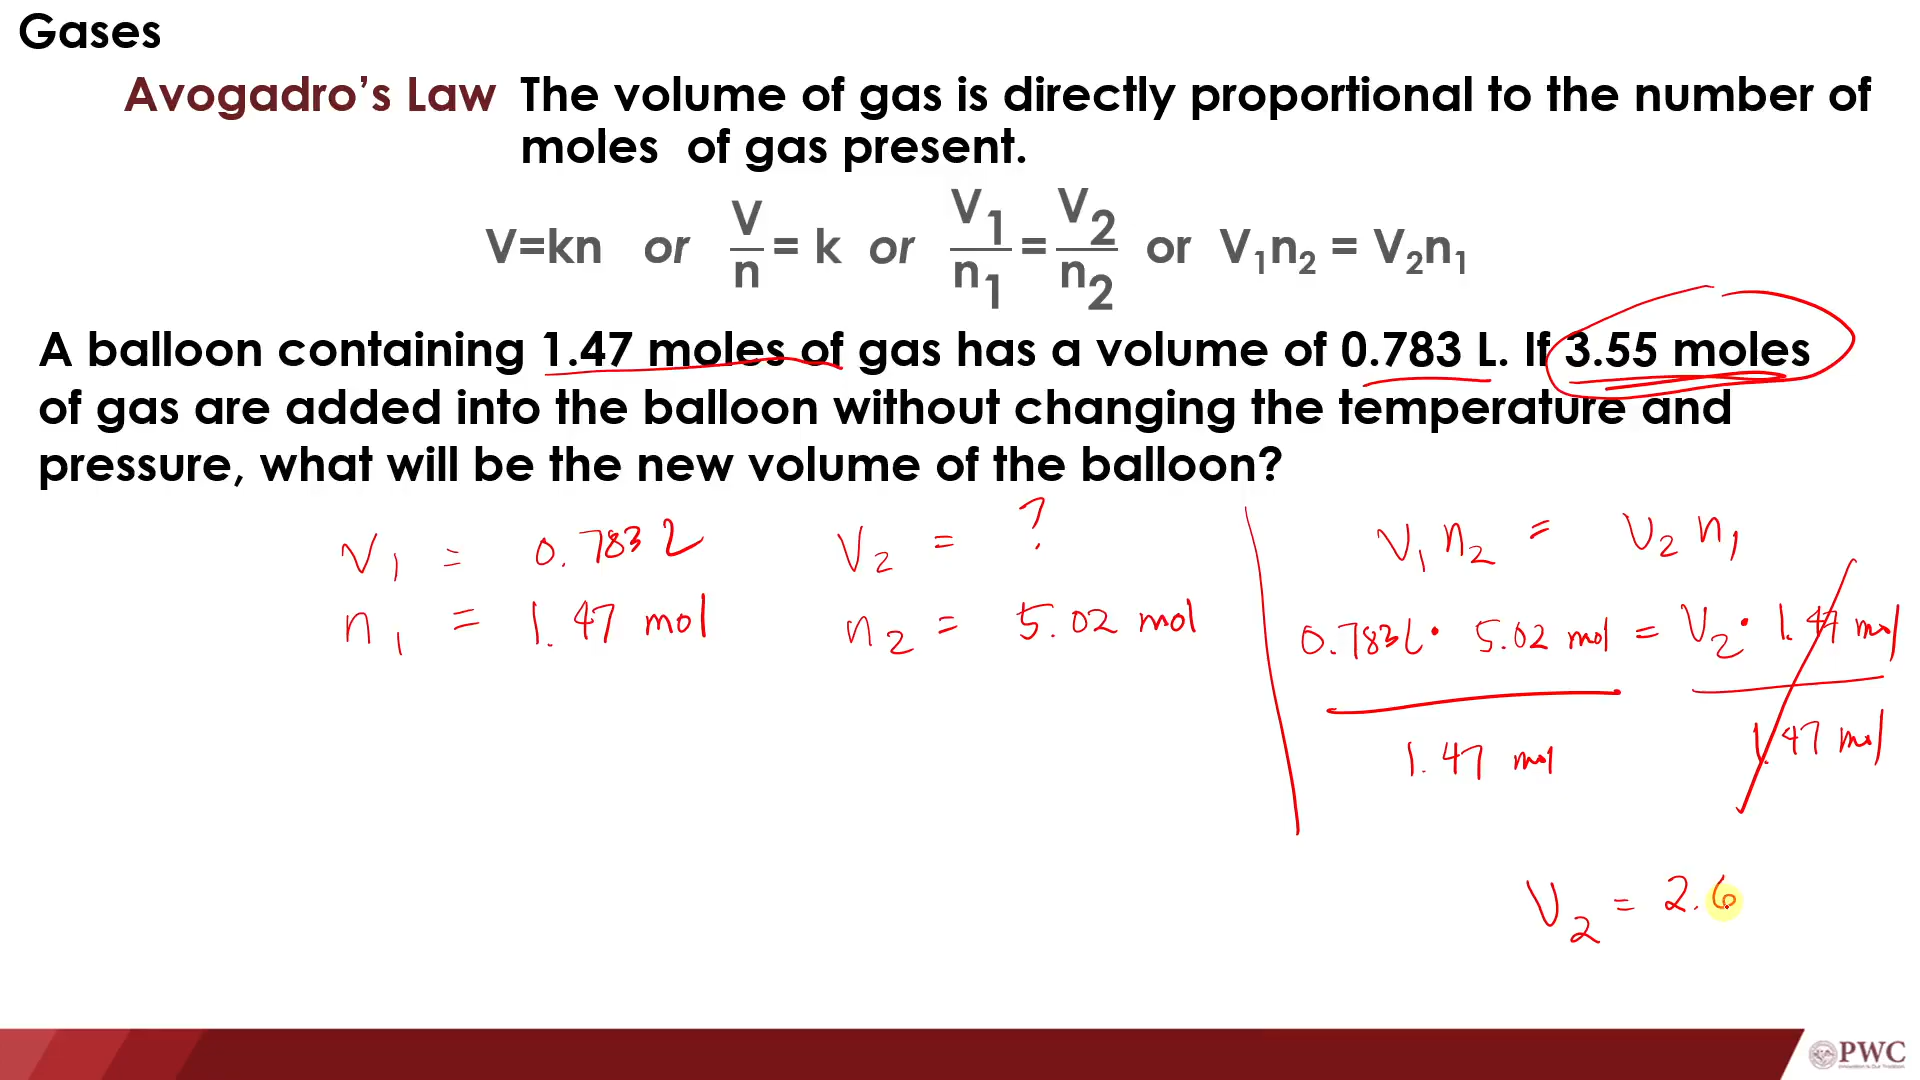 Gases
Avogadro's Law The volume of gas is directly proportional to the number of
moles of gas present.
V=kn or V/n = k or V₁/n₁ = V₂/n₂ or V₁n₂ = V₂n₁
A balloon containing 1.47 moles of gas has a volume of 0.783 L. If 3.55 moles
of gas are added into the balloon without changing the temperature and
pressure, what will be the new volume of the balloon?
V₁ = 0.783 L V₂ = ?
n₁ = 1.47 mol n₂ = 5.02 mol
V₁ n₂ = V₂ n₁
0.783 L • 5.02 mol = V₂ • 1.47 mol
1.47 mol 1.47 mol
V₂ = 2.6
PWC